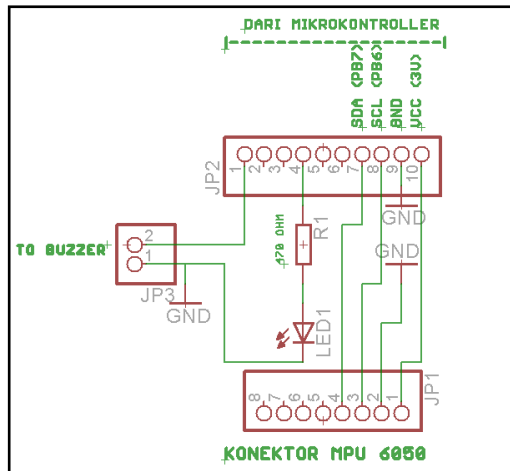 DARI MIKROKONTROLLER
SDA (PB7)
SCL (PB6)
GND
VCC (3V)
JP2
1 2 3 4 5 6 7 8 9 10
GND
470 OHM
R1
GND
TO BUZZER
2
1
JP3
GND
LED1
8 7 6 5 4 3 2 1
JP1
KONEKTOR MPU 6050